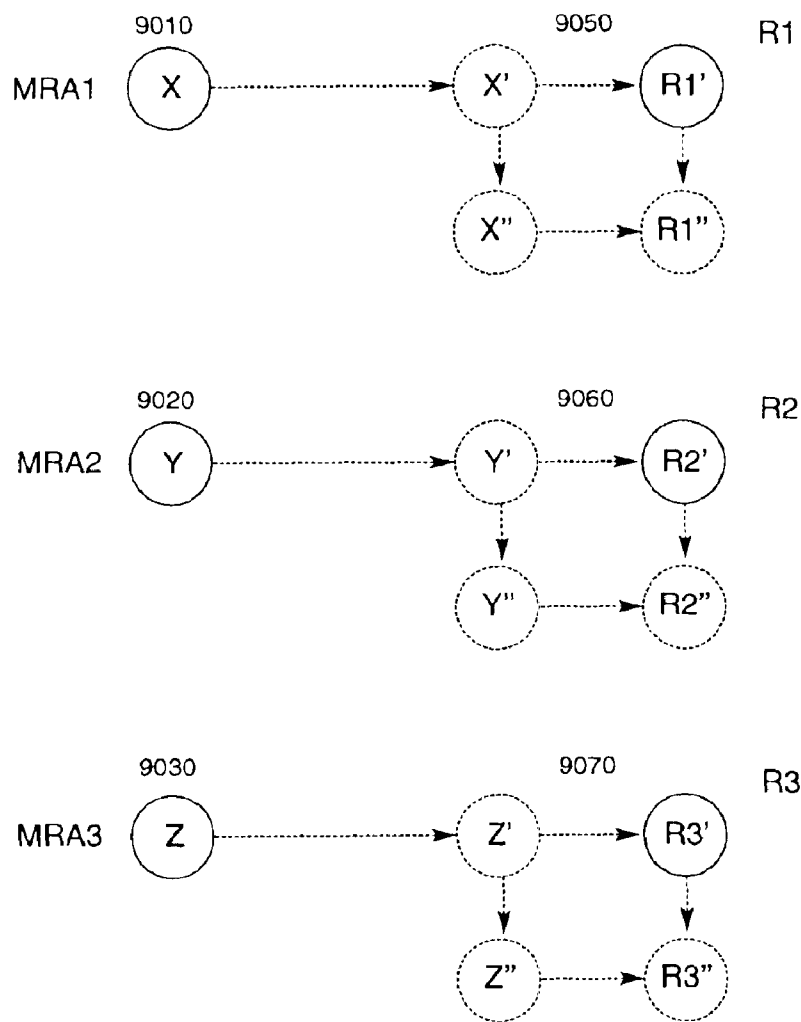 9010 9050 R1
MRA1 X X' R1'
X" R1"
9020 9060 R2
MRA2 Y Y' R2'
Y" R2"
9030 9070 R3
MRA3 Z Z' R3'
Z" R3"